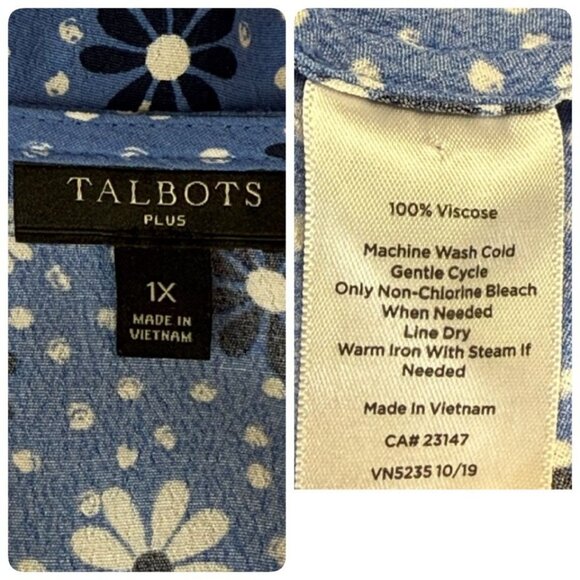 TALBOTS
PLUS
1X
MADE IN
VIETNAM
100% Viscose
Machine Wash Cold
Gentle Cycle
Only Non-Chlorine Bleach
When Needed
Line Dry
Warm Iron With Steam If
Needed
Made In Vietnam
CA# 23147
VN5235 10/19